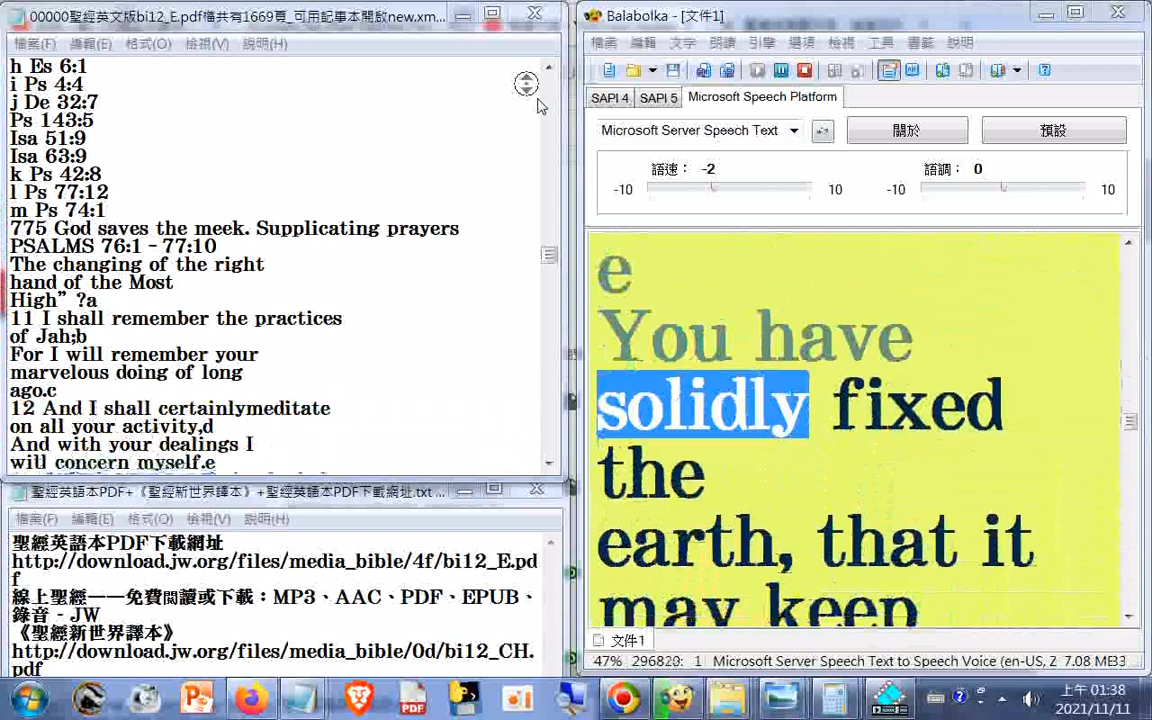 00000聖經英文版bi12_E.pdf檔共有1669頁_可用記事本開啟new.xm...
檔案(F) 編輯(E) 格式(O) 檢視(V) 說明(H)
h Es 6:1
i Ps 4:4
j De 32:7
Ps 143:5
Isa 51:9
Isa 63:9
k Ps 42:8
l Ps 77:12
m Ps 74:1
775 God saves the meek. Supplicating prayers
PSALMS 76:1 - 77:10
The changing of the right
hand of the Most
High” ?a
11 I shall remember the practices
of Jah;b
For I will remember your
marvelous doing of long
ago.c
12 And I shall certainlymeditate
on all your activity,d
And with your dealings I
will concern myself.e
聖經英語本PDF+《聖經新世界譯本》+聖經英語本PDF下載網址.txt ...
檔案(F) 編輯(E) 格式(O) 檢視(V) 說明(H)
聖經英語本PDF下載網址
http://download.jw.org/files/media_bible/4f/bi12_E.pd
f
線上聖經——免費閱讀或下載：MP3、AAC、PDF、EPUB、
錄音 - JW
《聖經新世界譯本》
http://download.jw.org/files/media_bible/0d/bi12_CH.
pdf
Balabolka - [文件1]
檔案 編輯 文字 朗讀 引擎 選項 檢視 工具 書籤 說明
SAPI 4 SAPI 5 Microsoft Speech Platform
Microsoft Server Speech Text 關於 預設
語速： -2 語調： 0
-10 10 -10 10
e
You have
solidly fixed
the
earth, that it
may keep
文件1
47% 296820: 1 Microsoft Server Speech Text to Speech Voice (en-US, Z 7.08 MB
上午 01:38
2021/11/11